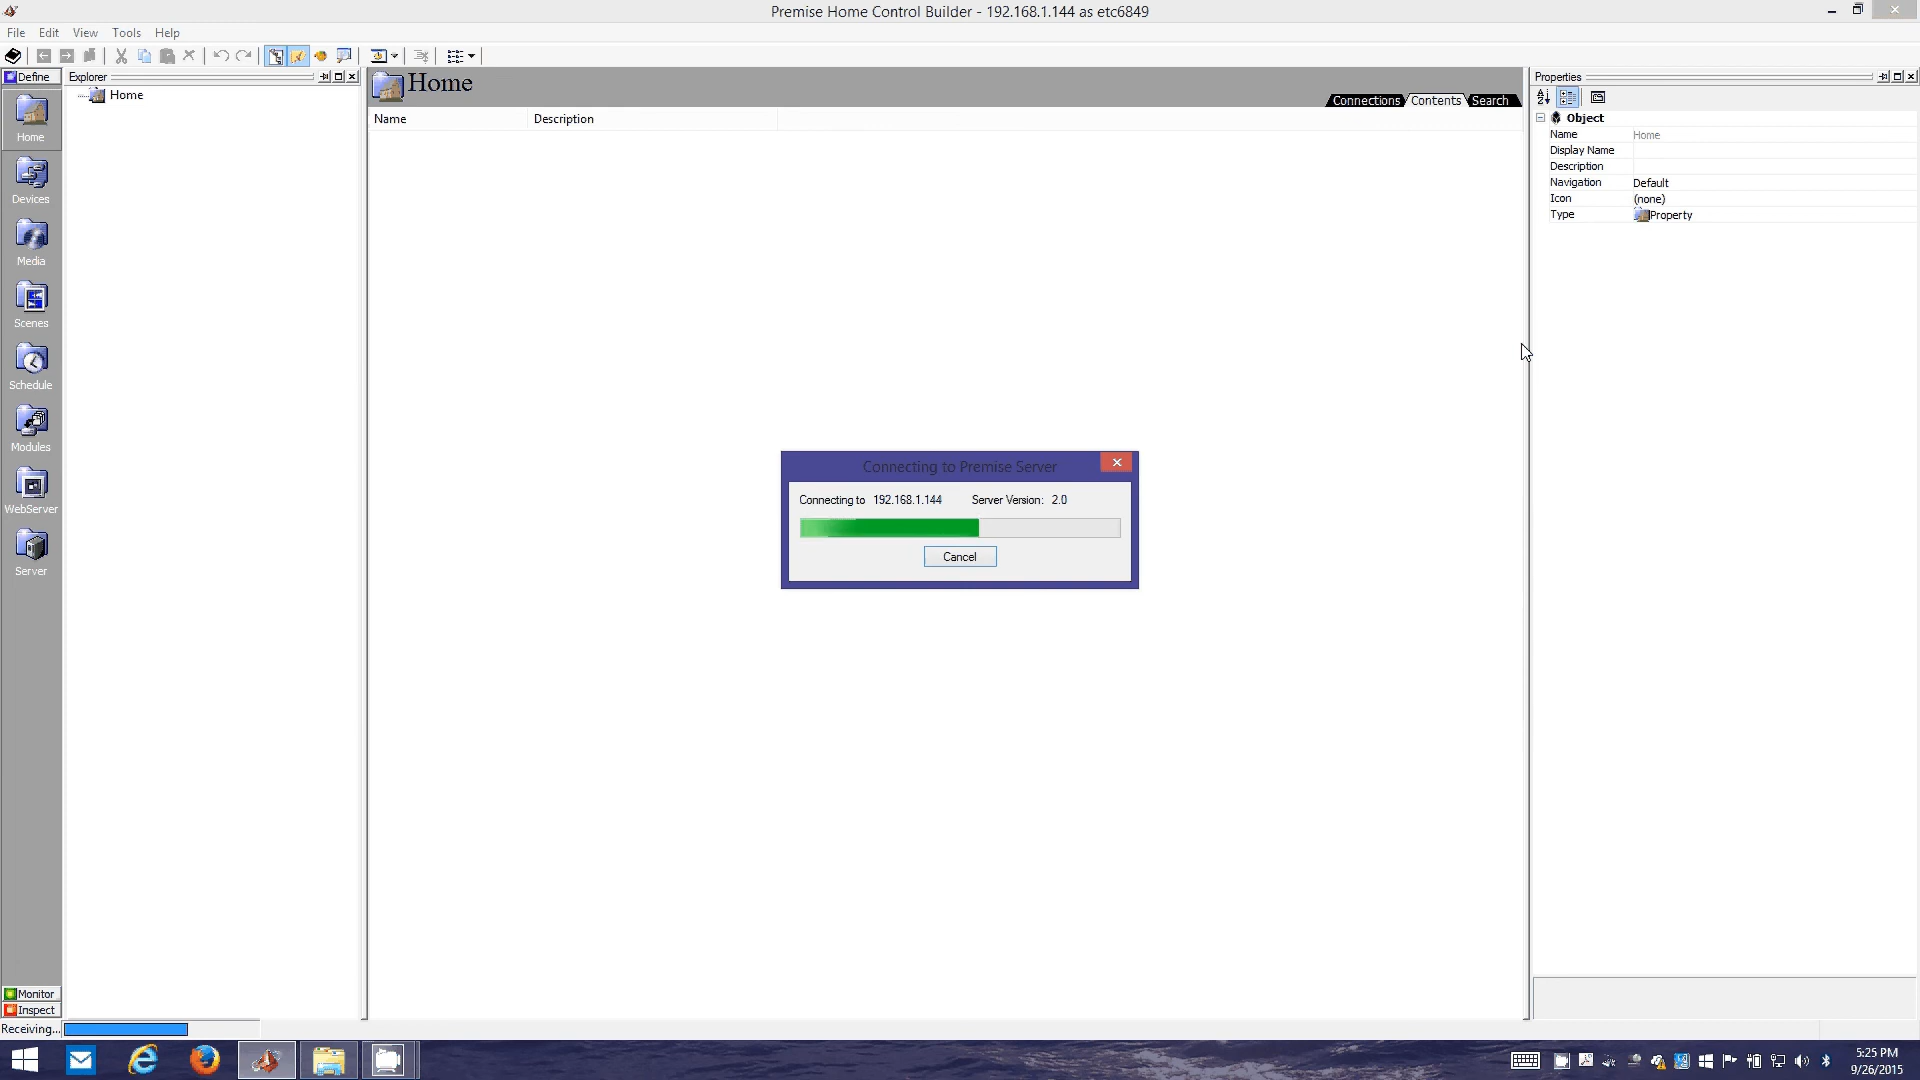 Premise Home Control Builder - 192.168.1.144 as etc6849
File Edit View Tools Help
Define
Explorer
Home
Home
Connections Contents Search
Properties
Name Description
Object
Name Home
Display Name
Description
Navigation Default
Icon (none)
Type Property
Home
Devices
Media
Scenes
Schedule
Modules
WebServer
Server
Connecting to Premise Server
Connecting to 192.168.1.144 Server Version: 2.0
Cancel
Monitor
Inspect
Receiving...
5:25 PM
9/26/2015